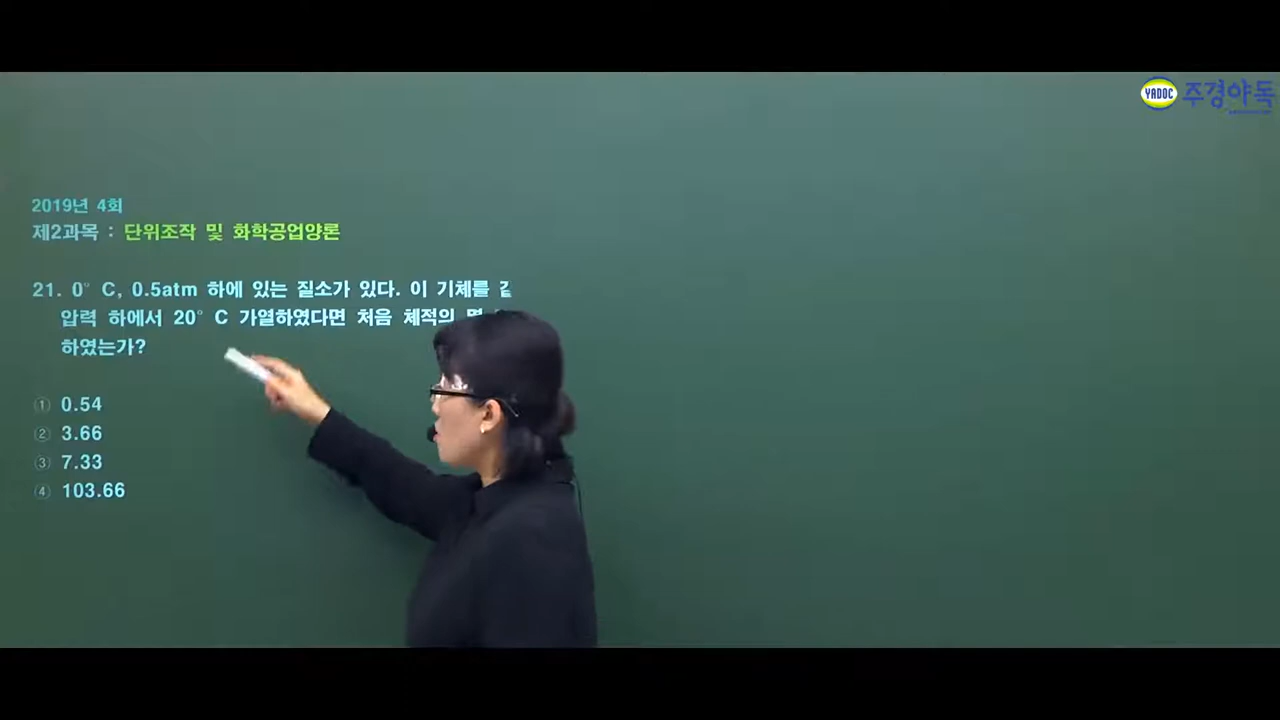 YADOC 주경야독
2019년 4회
제2과목 : 단위조작 및 화학공업양론
21. 0° C, 0.5atm 하에 있는 질소가 있다. 이 기체를
압력 하에서 20° C 가열하였다면 처음 체적의
하였는가?
① 0.54
② 3.66
③ 7.33
④ 103.66